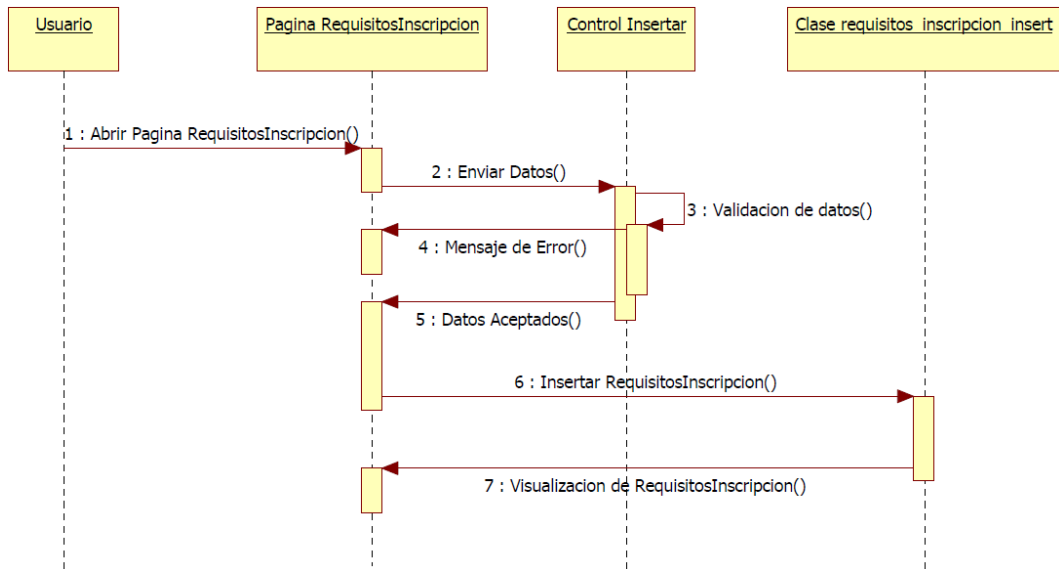 Usuario
Pagina RequisitosInscripcion
Control Insertar
Clase requisitos_inscripcion_insert
1 : Abrir Pagina RequisitosInscripcion()
2 : Enviar Datos()
3 : Validacion de datos()
4 : Mensaje de Error()
5 : Datos Aceptados()
6 : Insertar RequisitosInscripcion()
7 : Visualizacion de RequisitosInscripcion()